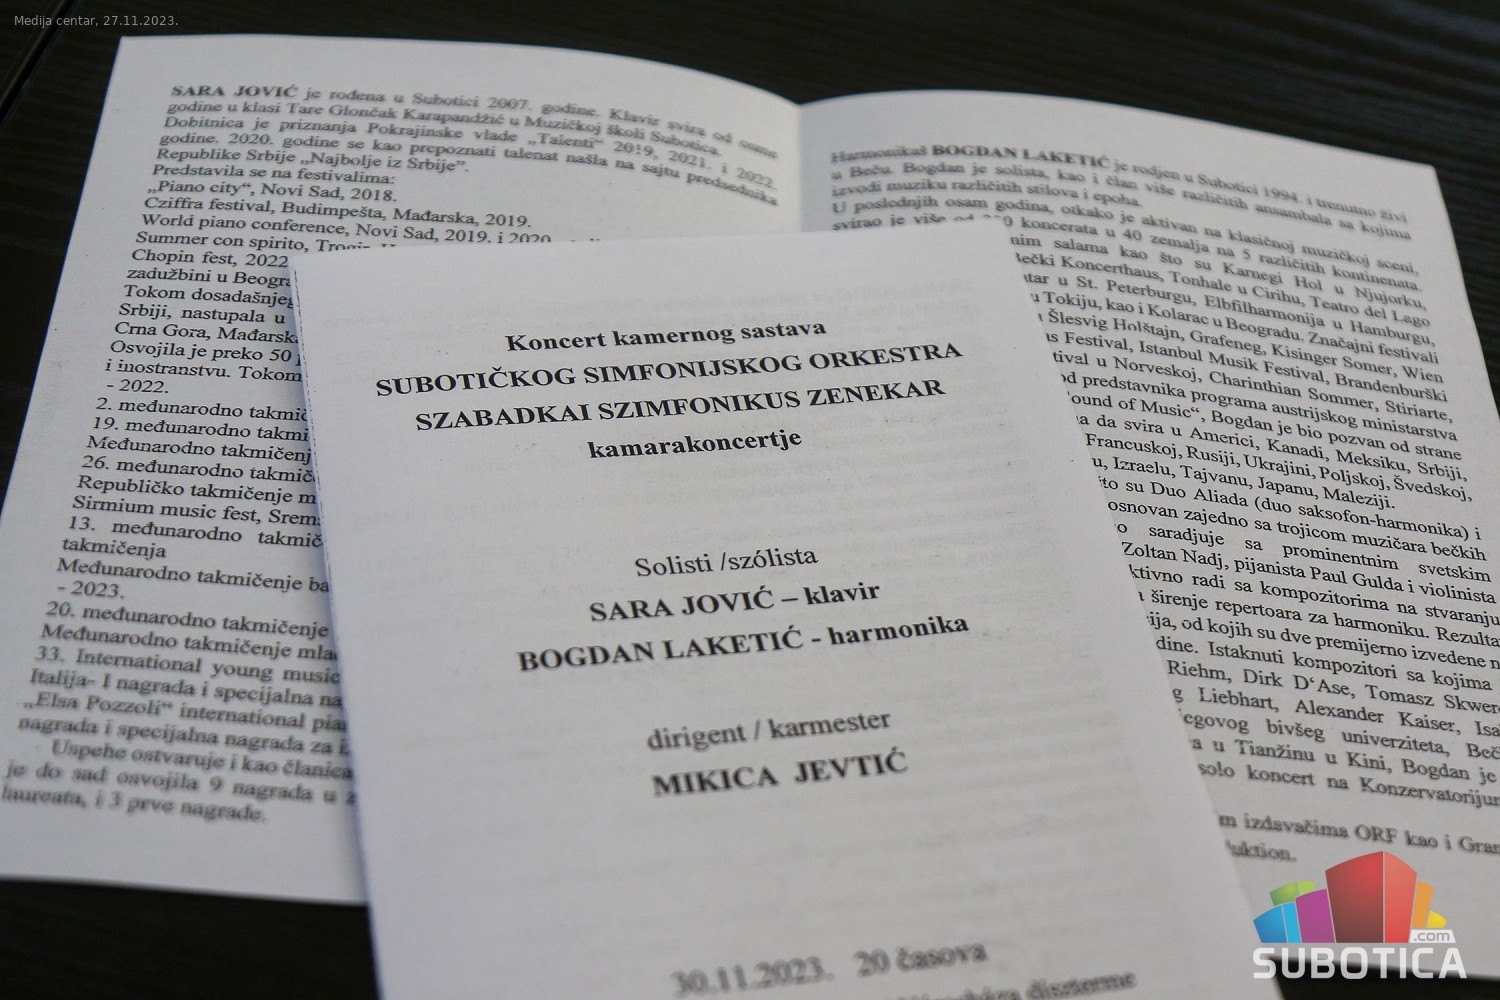 Medija centar, 27.11.2023.
SARA JOVIĆ je rođena u Subotici 2007. godine. Klavir svira od osme
godine u klasi Tare Glončak Karapandžić u Muzičkoj školi Subotica.
Dobitnica je priznanja Pokrajinske vlade „Talenti“ 2019, 2021. i 2022.
godine. 2020. godine se kao prepoznati talenat našla na sajtu predsednika
Republike Srbije „Najbolje iz Srbije”.
Predstavila se na festivalima:
„Piano city“, Novi Sad, 2018.
Cziffra festival, Budimpešta, Mađarska, 2019.
World piano conference, Novi Sad, 2019. i 2020.
Summer con spirito,
Chopin fest, 2022
zadužbini u
Tokom
Srbiji, nastupala u
Crna Gora,
Osvojila je preko 50
i inostranstvu. Tokom
- 2022.
2. međunarodno
19. međunarodno
Međunarodno
26. međunarodno
Republičko takmičenje
Sirmium music fest,
13. međunarodno
takmičenja
Međunarodno takmičenje
- 2023.
20. međunarodno takmičenje
Međunarodno takmičenje
33. International young music
Italija- I nagrada i specijalna
„Elsa Pozzoli“ international
nagrada i specijalna nagrada za
Uspehe ostvaruje i kao članica
je do sad osvojila 9 nagrada u
laureata, i 3 prve nagrade.
Harmonikaš BOGDAN LAKETIĆ je rodjen u Subotici 1994. i trenutno živi
u Beču. Bogdan je solista, kao i član više različitih ansambala sa kojima
izvodi muziku različitih stilova i epoha.
U poslednjih osam godina, otkako je aktivan na klasičnoj muzičkoj sceni,
svirao je više od koncerata u 40 zemalja na 5 različitih kontinenata.
salama kao što su Karnegi Hol u Njujorku,
Koncerthaus, Tonhale u Cirihu, Teatro del Lago
u St. Peterburgu, Elbfilharmonija u Hamburgu,
u Tokiju, kao i Kolarac u Beogradu. Značajni festivali
Šlesvig Holštajn, Grafeneg, Kisinger Somer, Wien
Festival, Istanbul Musik Festival, Brandenburški
u Norveskoj, Charinthian Sommer, Stiriarte,
od predstavnika programa austrijskog ministarstva
of Music“, Bogdan je bio pozvan od strane
da svira u Americi, Kanadi, Meksiku, Srbiji,
Francuskoj, Rusiji, Ukrajini, Poljskoj, Švedskoj,
Izraelu, Tajvanu, Japanu, Maleziji.
su Duo Aliada (duo saksofon-harmonika) i
osnovan zajedno sa trojicom muzičara bečkih
saradjuje sa prominentnim svetskim
Zoltan Nadj, pijanista Paul Gulda i violinista
radi sa kompozitorima na stvaranju
širenje repertoara za harmoniku.
od kojih su dve premijerno izvedene
Istaknuti kompozitori sa kojima
Riehm, Dirk D‘Ase, Tomasz
Liebhart, Alexander Kaiser,
bivšeg univerziteta,
u Tianžinu u Kini, Bogdan je
solo koncert na
izdavačima ORF kao i
Koncert kamernog sastava
SUBOTIČKOG SIMFONIJSKOG ORKESTRA
SZABADKAI SZIMFONIKUS ZENEKAR
kamarakoncertje
Solisti /szólista
SARA JOVIĆ – klavir
BOGDAN LAKETIĆ - harmonika
dirigent / karmester
MIKICA JEVTIĆ
30.11.2023. 20 časova
.com
SUBOTICA